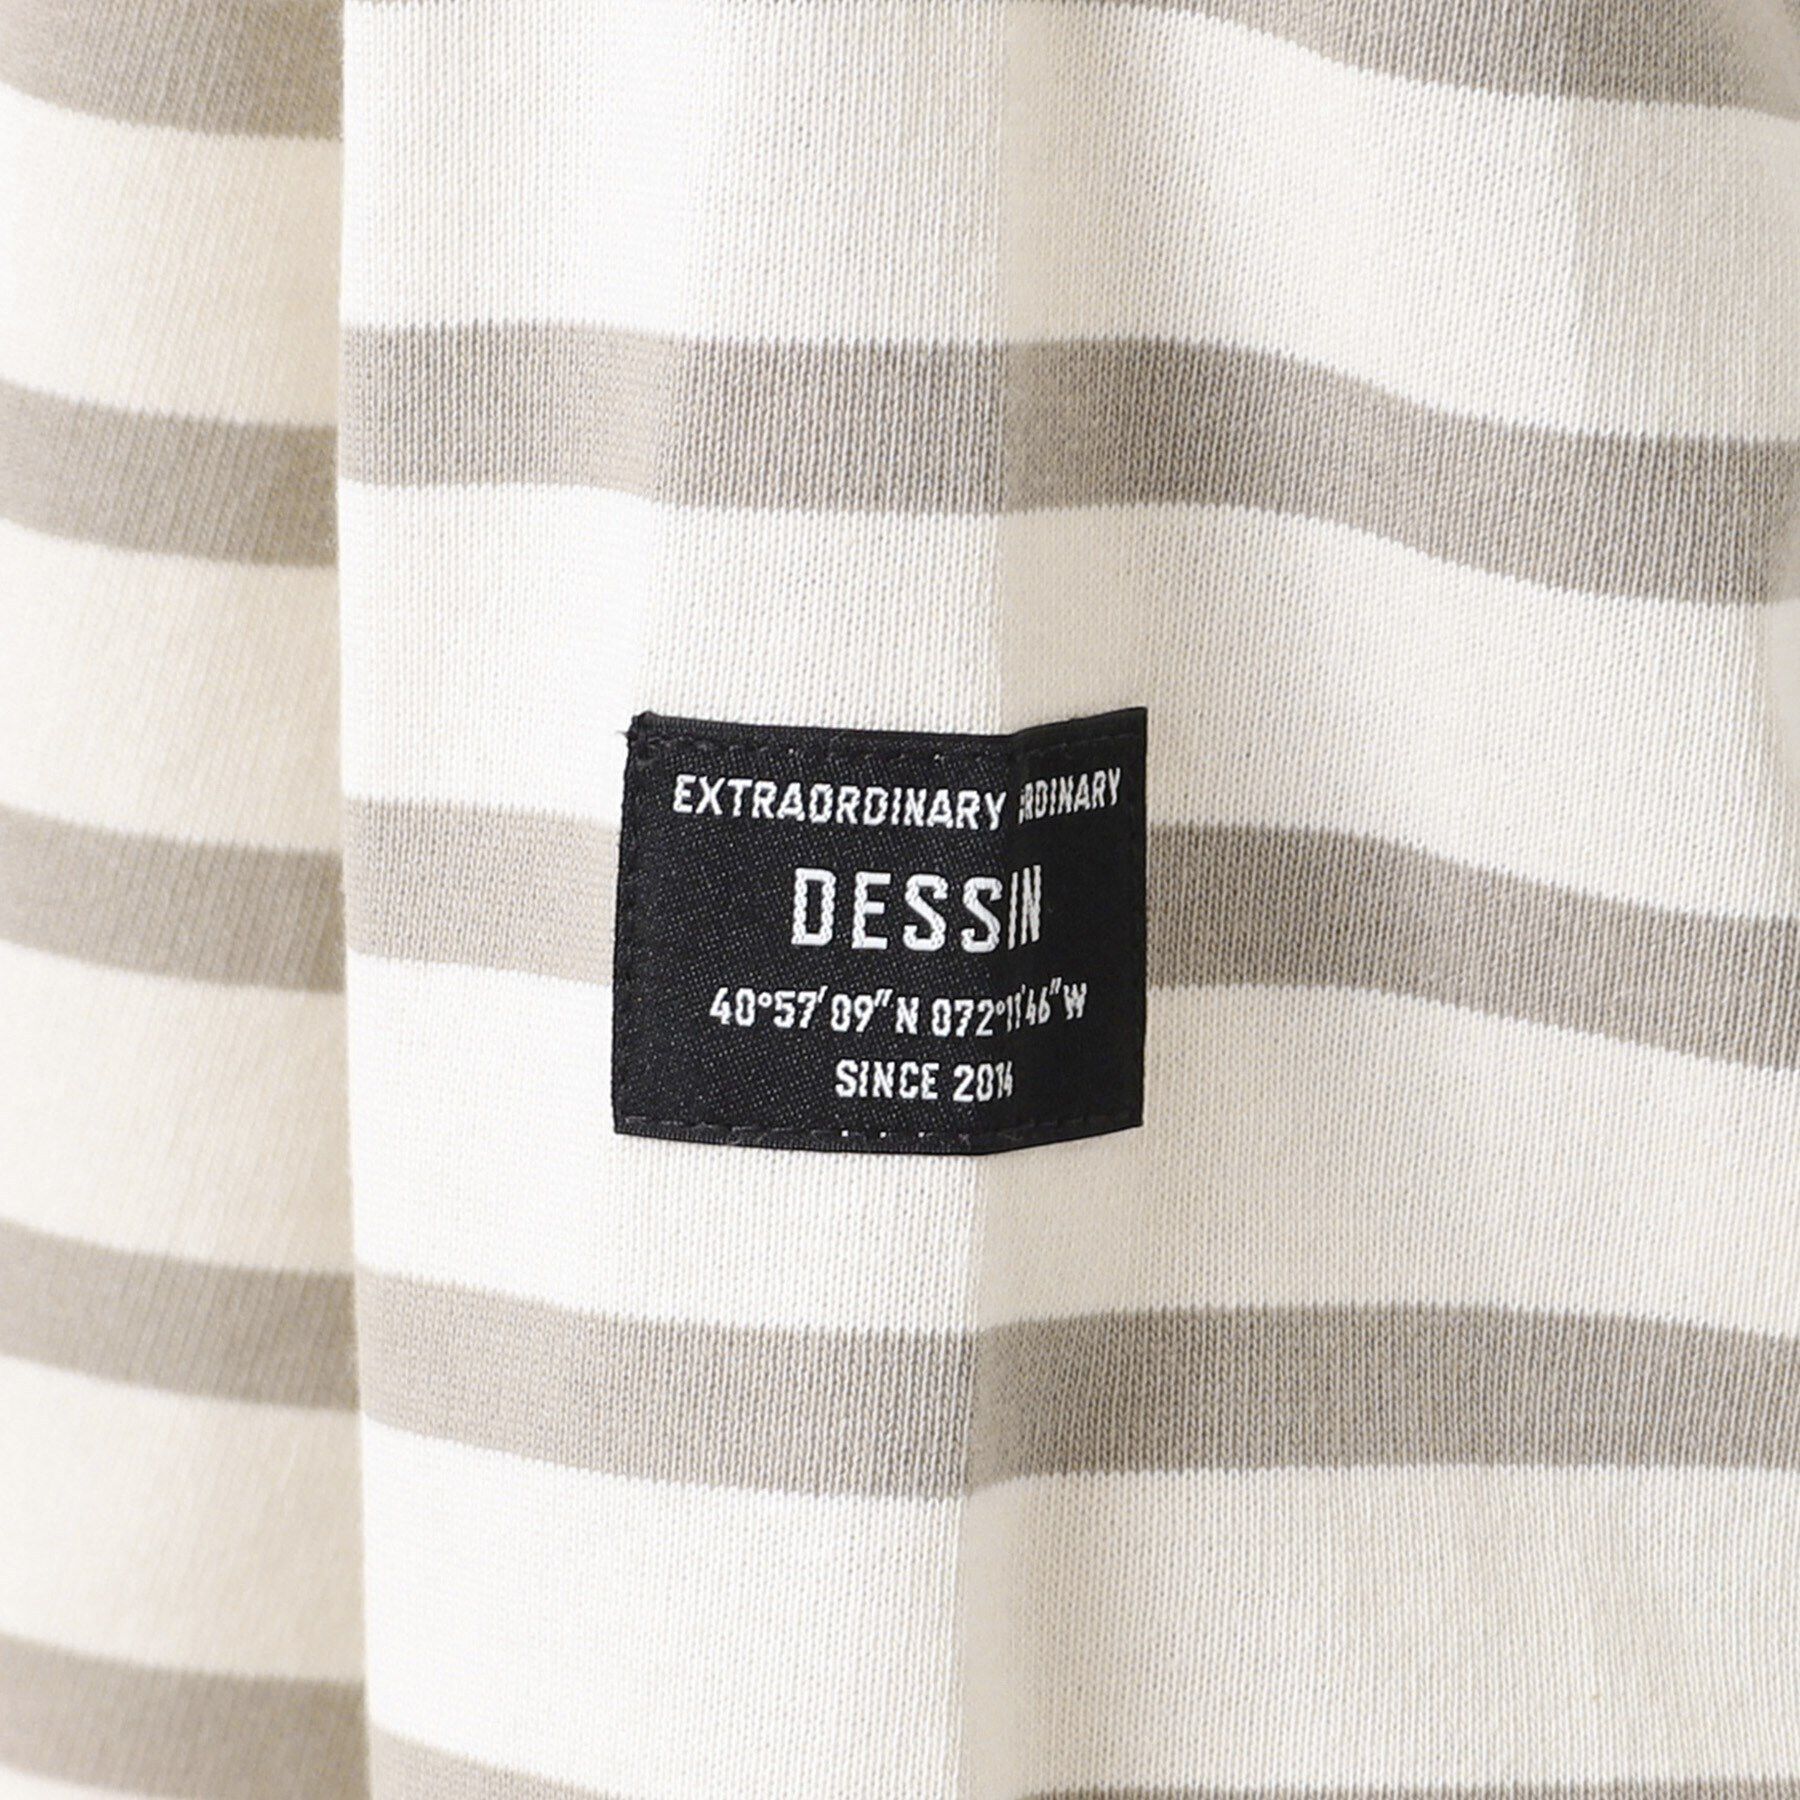 EXTRAORDINARY ORDINARY
DESSIN
40°57'09"N 072°11'46"W
SINCE 2014